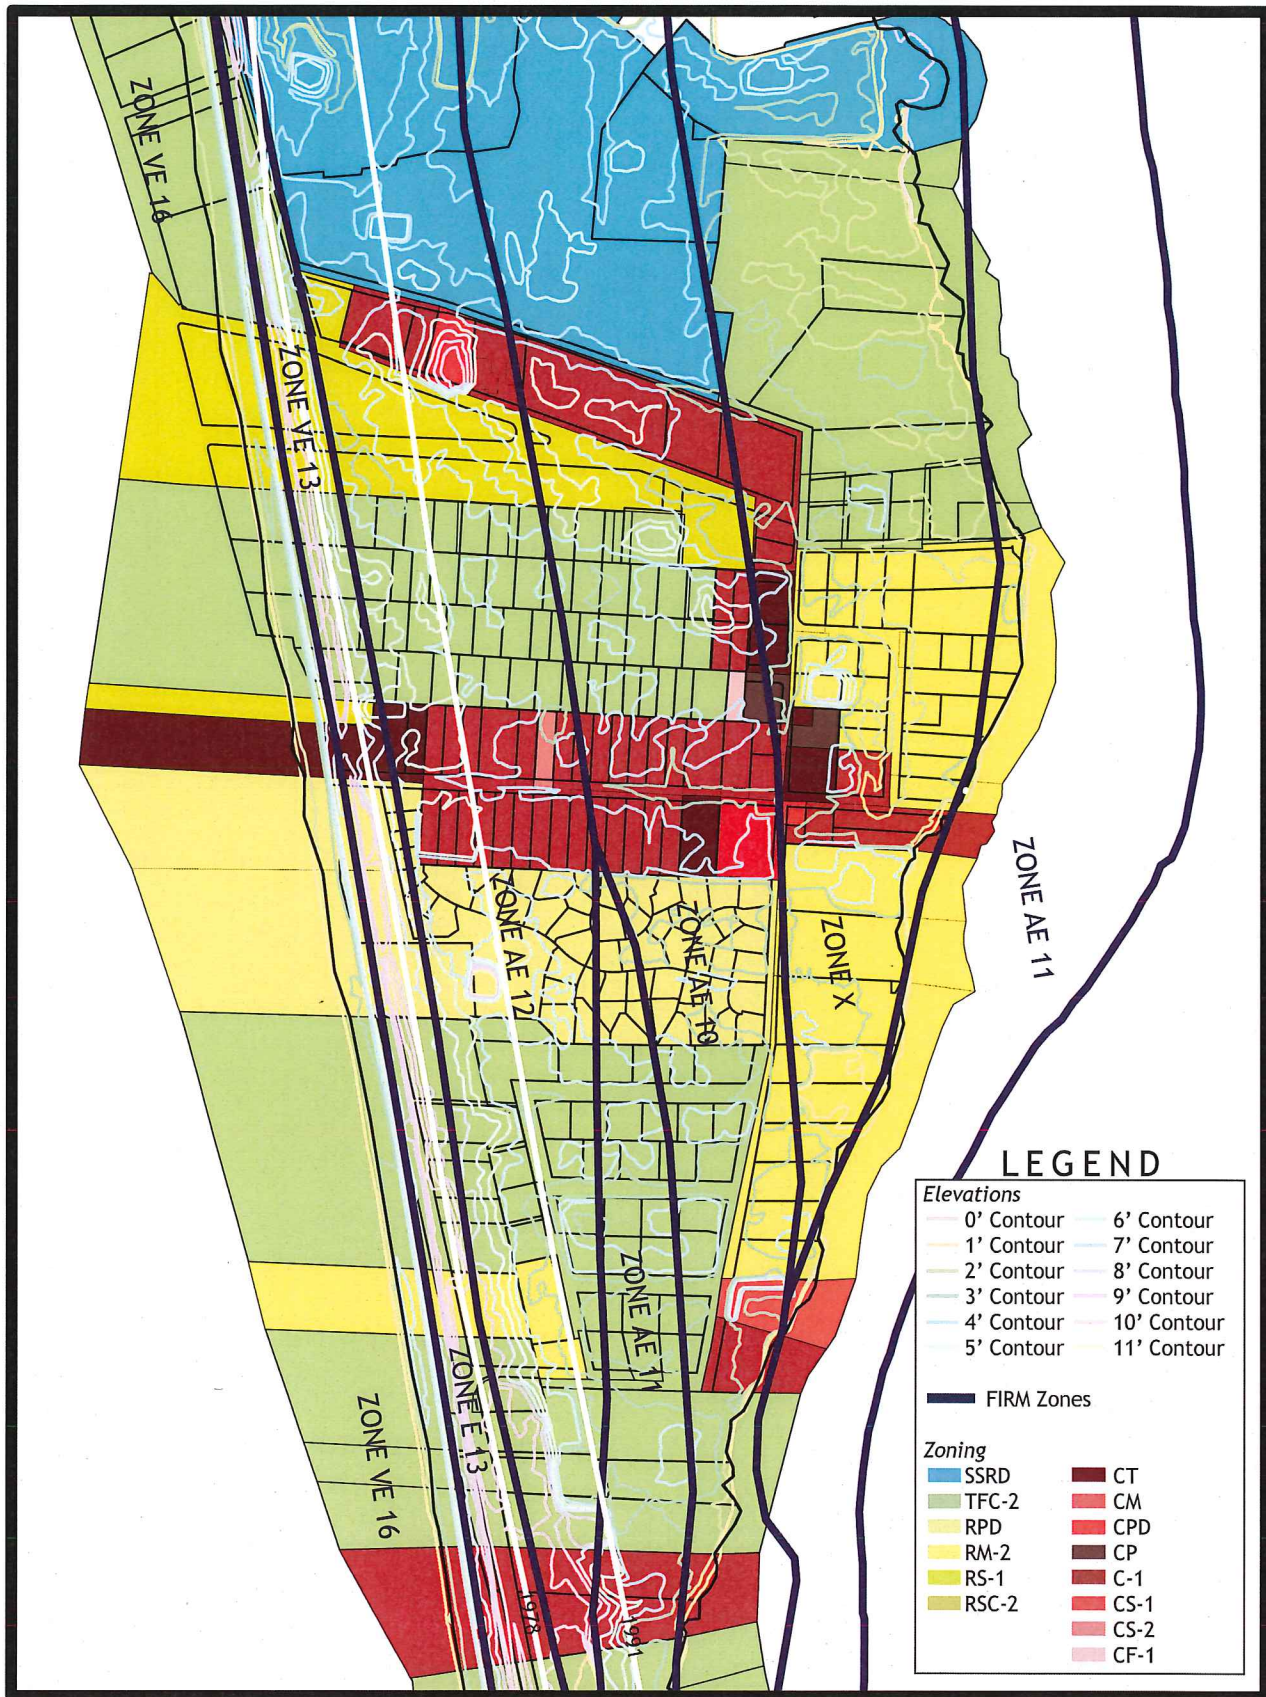 ZONE VE 16
ZONE VE 13
ZONE AE 12
ZONE AE 10
ZONE X
ZONE AE 11
ZONE AE 11
ZONE E 13
ZONE VE 16
1978
1991
LEGEND
Elevations
0' Contour
1' Contour
2' Contour
3' Contour
4' Contour
5' Contour
6' Contour
7' Contour
8' Contour
9' Contour
10' Contour
11' Contour
FIRM Zones
Zoning
SSRD
TFC-2
RPD
RM-2
RS-1
RSC-2
CT
CM
CPD
CP
C-1
CS-1
CS-2
CF-1